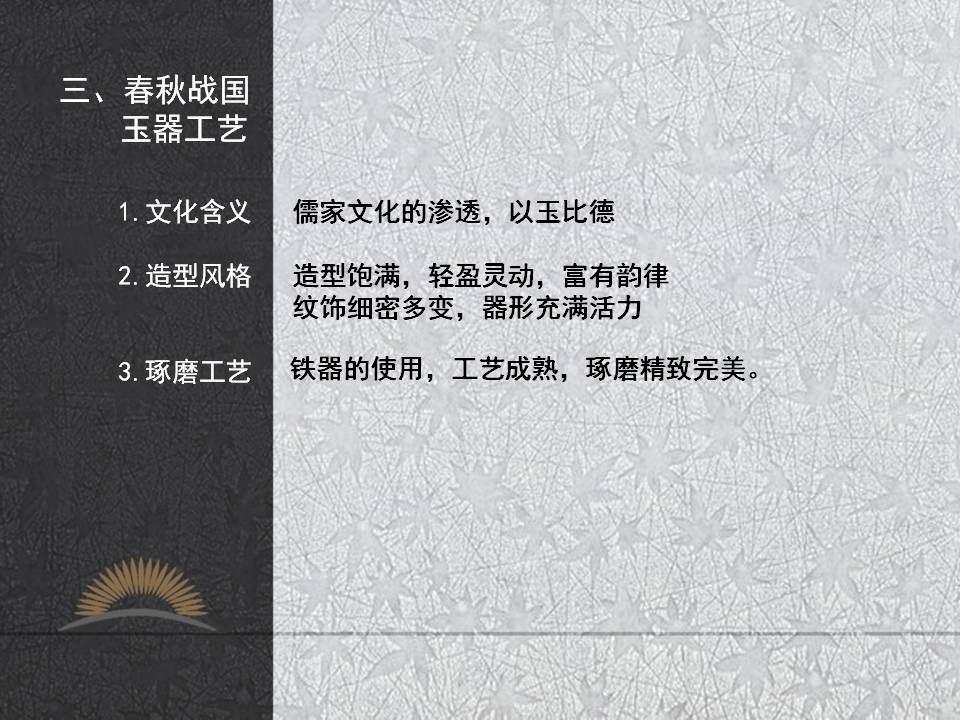 三、春秋战国
玉器工艺
1.文化含义 儒家文化的渗透，以玉比德
2.造型风格 造型饱满，轻盈灵动，富有韵律
纹饰细密多变，器形充满活力
3.琢磨工艺 铁器的使用，工艺成熟，琢磨精致完美。